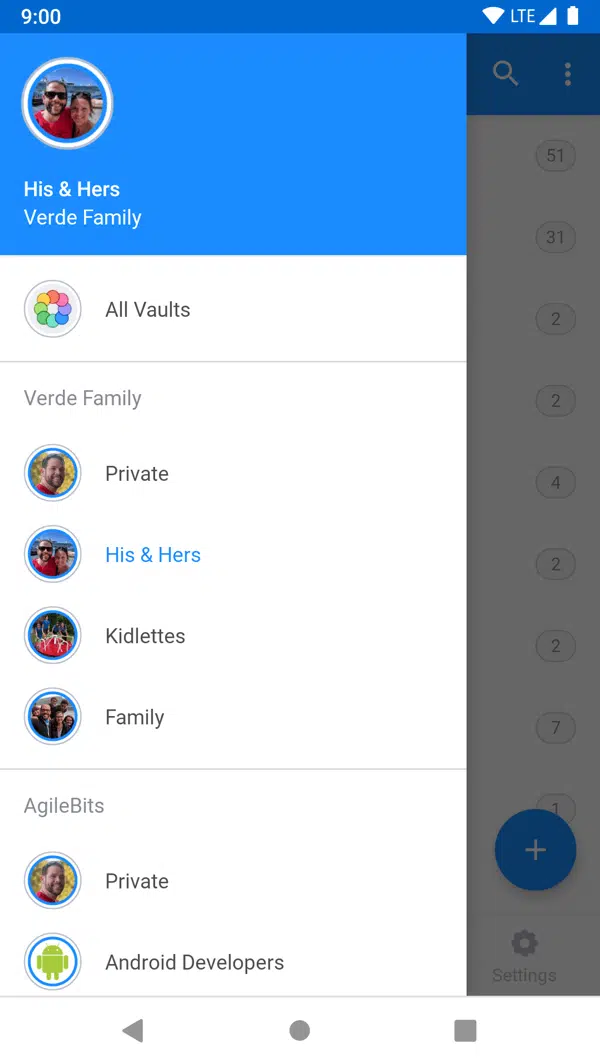 9:00
LTE
His & Hers
Verde Family
51
31
2
2
4
2
2
7
1
All Vaults
Verde Family
Private
His & Hers
Kidlettes
Family
AgileBits
Private
Android Developers
Settings